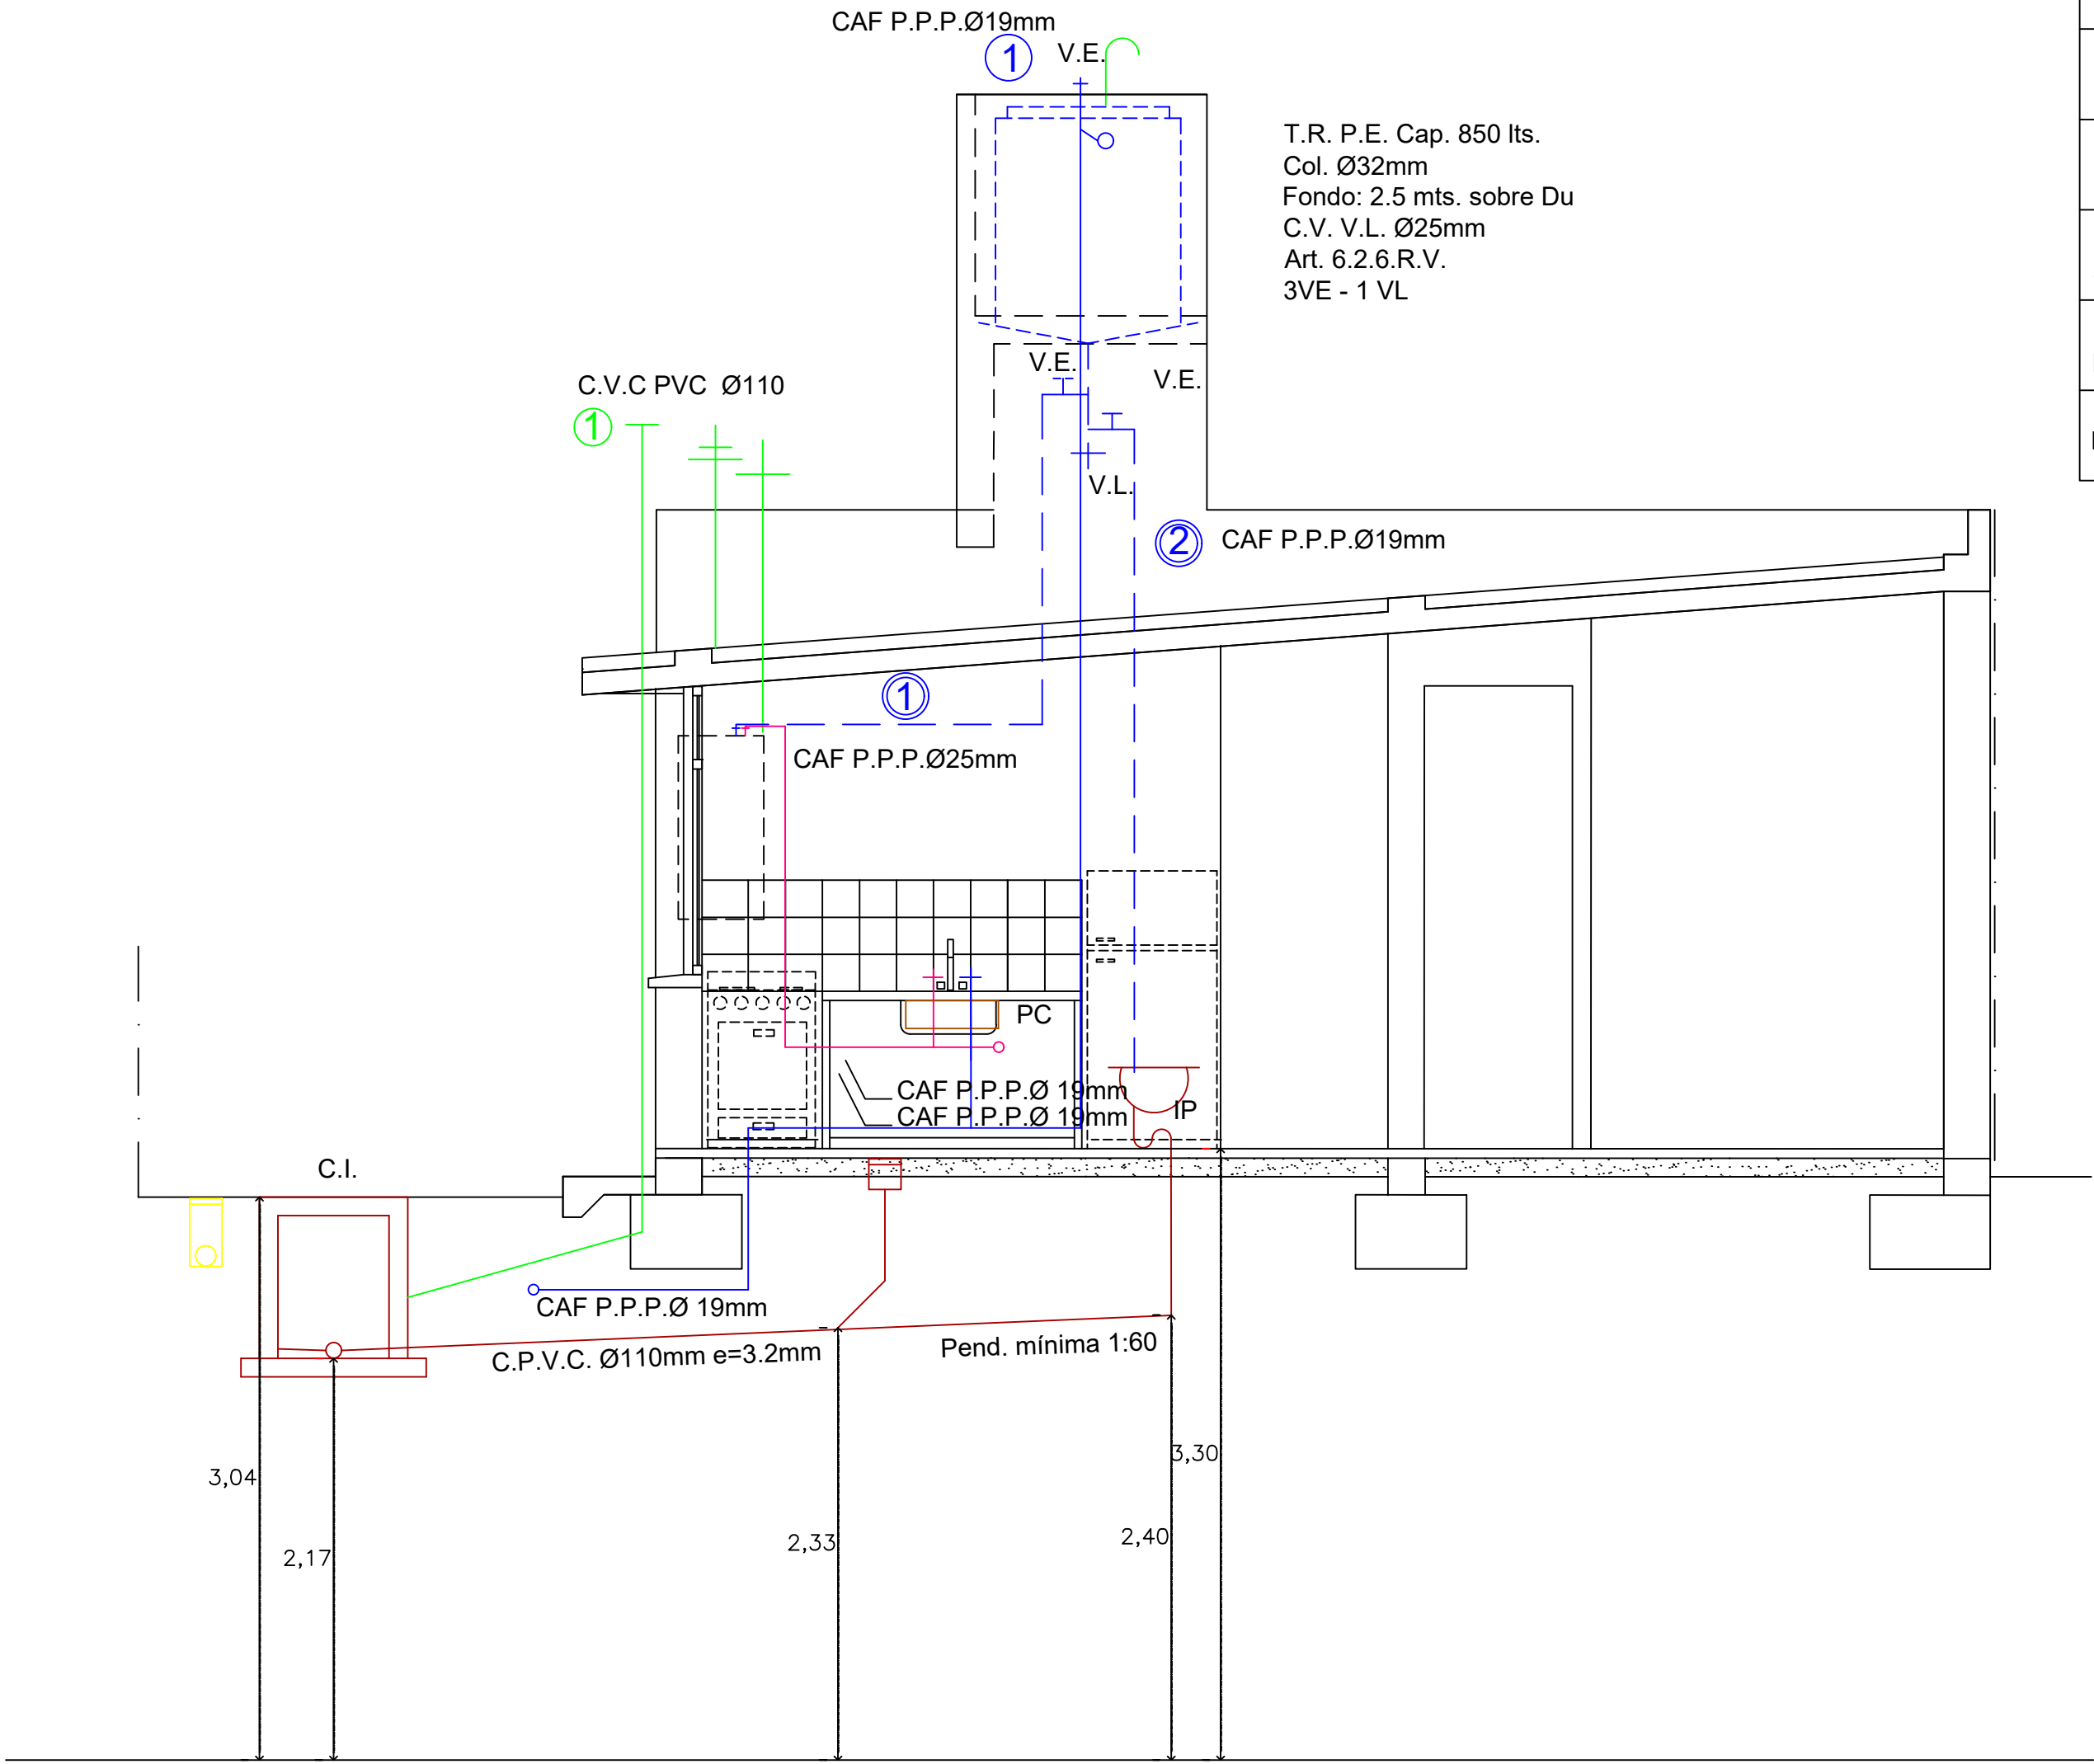 CAF P.P.P.Ø19mm
1
V.E.
T.R. P.E. Cap. 850 lts.
Col. Ø32mm
Fondo: 2.5 mts. sobre Du
C.V. V.L. Ø25mm
Art. 6.2.6.R.V.
3VE - 1 VL
V.E.
V.E.
C.V.C PVC Ø110
1
V.L.
2
CAF P.P.P.Ø19mm
1
CAF P.P.P.Ø25mm
PC
CAF P.P.P.Ø 19mm
CAF P.P.P.Ø 19mm
IP
C.I.
CAF P.P.P.Ø 19mm
C.P.V.C. Ø110mm e=3.2mm
Pend. mínima 1:60
3,04
2,17
2,33
2,40
3,30